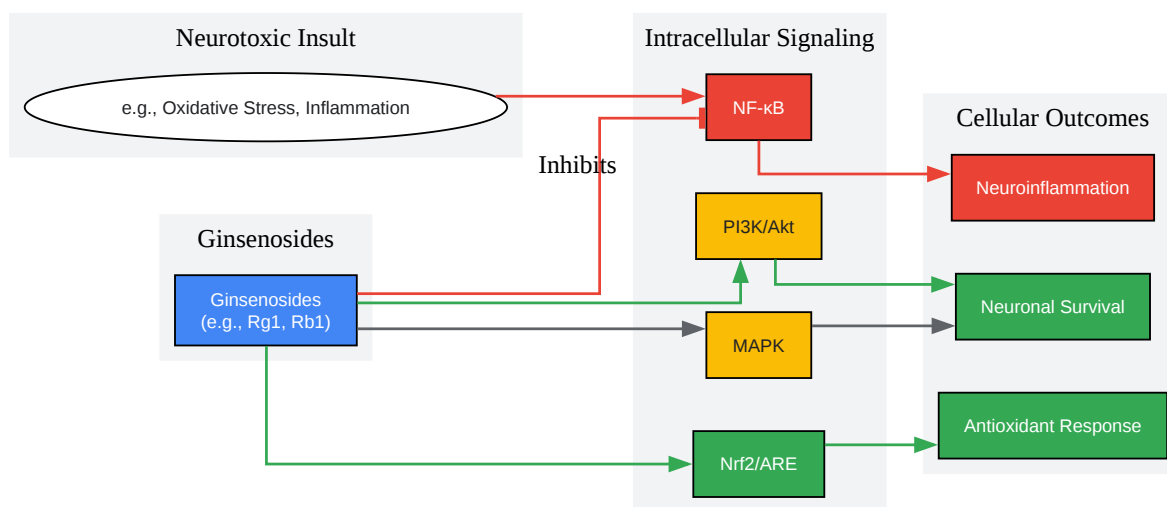 Neurotoxic Insult
e.g., Oxidative Stress, Inflammation
Inhibits
Ginsenosides
Ginsenosides
(e.g., Rg1, Rb1)
Intracellular Signaling
NF-κB
PI3K/Akt
MAPK
Nrf2/ARE
Cellular Outcomes
Neuroinflammation
Neuronal Survival
Antioxidant Response